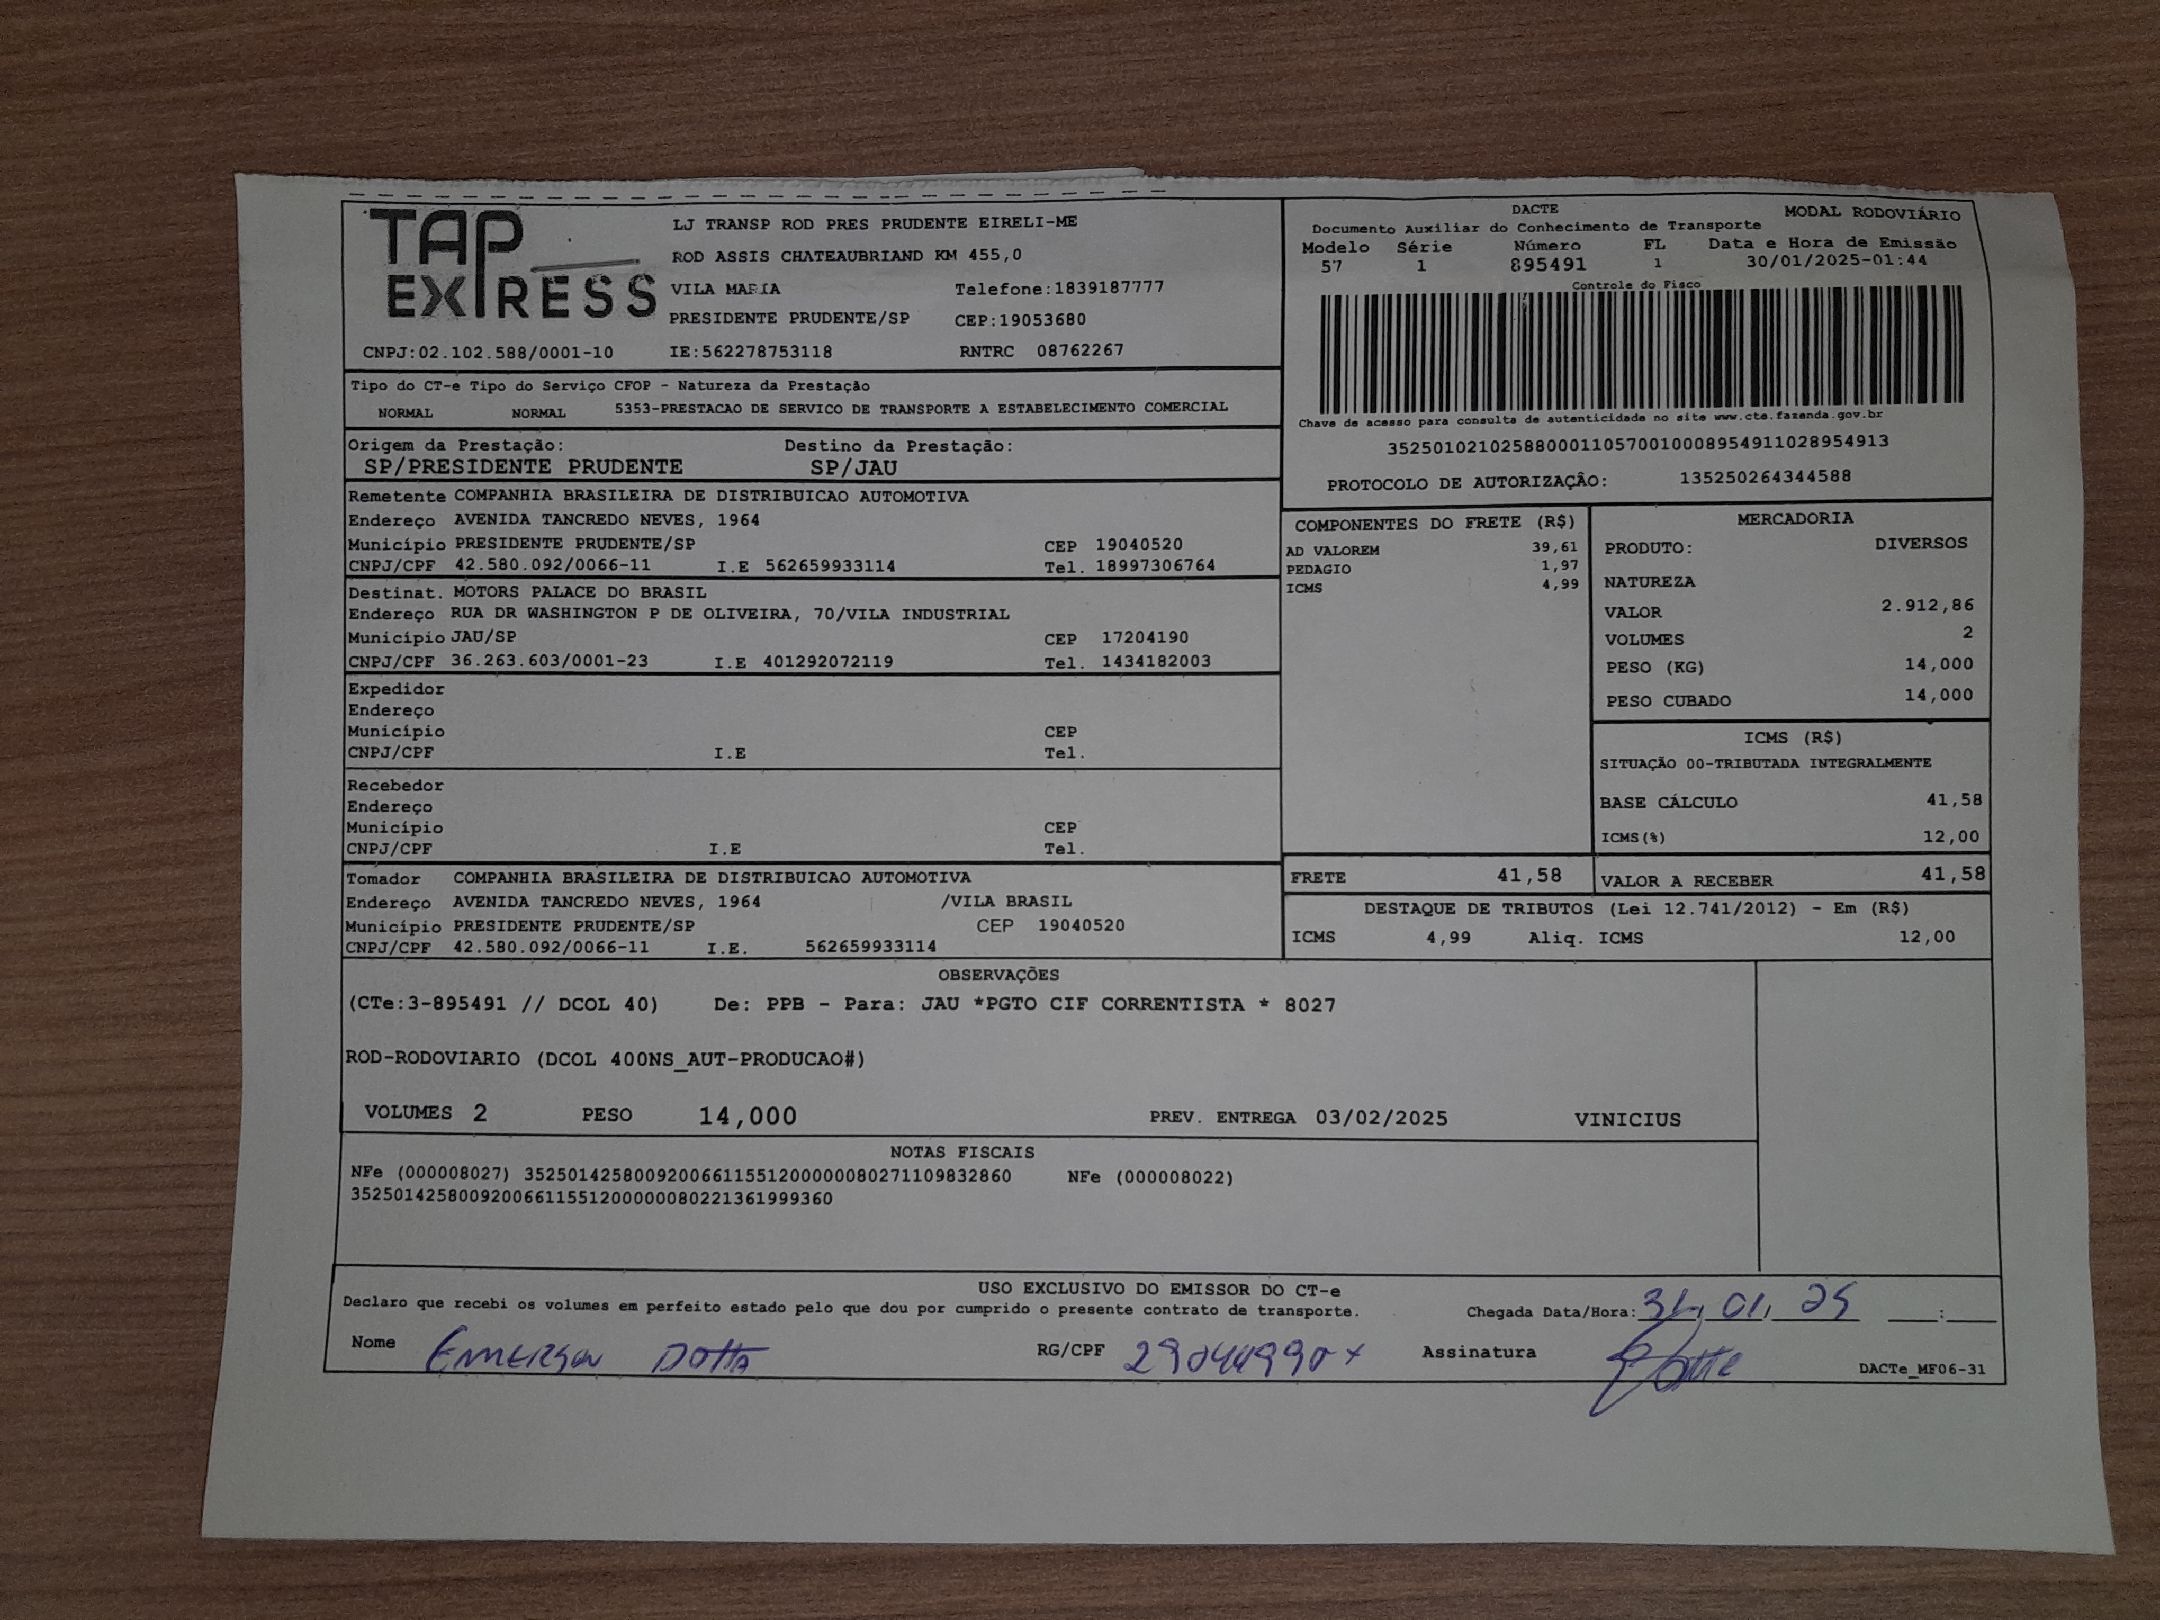 TAP EXPRESS
LJ TRANSP ROD PRES PRUDENTE EIRELI-ME
ROD ASSIS CHATEAUBRIAND KM 455,0
VILA MARIA Telefone:1839187777
PRESIDENTE PRUDENTE/SP CEP:19053680
CNPJ:02.102.588/0001-10 IE:562278753118 RNTRC 08762267
DACTE MODAL RODOVIÁRIO
Documento Auxiliar do Conhecimento de Transporte
Modelo Série Número FL Data e Hora de Emissão
57 1 895491 1 30/01/2025-01:44
Controle do Fisco
Chave de acesso para consulta de autenticidade no site www.cte.fazenda.gov.br
35250102102588000110570010008954911028954913
PROTOCOLO DE AUTORIZAÇÂO: 135250264344588
Tipo do CT-e Tipo do Serviço CFOP - Natureza da Prestação
NORMAL NORMAL 5353-PRESTACAO DE SERVICO DE TRANSPORTE A ESTABELECIMENTO COMERCIAL
Origem da Prestação: Destino da Prestação:
SP/PRESIDENTE PRUDENTE SP/JAU
Remetente COMPANHIA BRASILEIRA DE DISTRIBUICAO AUTOMOTIVA
Endereço AVENIDA TANCREDO NEVES, 1964
Município PRESIDENTE PRUDENTE/SP CEP 19040520
CNPJ/CPF 42.580.092/0066-11 I.E 562659933114 Tel. 18997306764
Destinat. MOTORS PALACE DO BRASIL
Endereço RUA DR WASHINGTON P DE OLIVEIRA, 70/VILA INDUSTRIAL
Município JAU/SP CEP 17204190
CNPJ/CPF 36.263.603/0001-23 I.E 401292072119 Tel. 1434182003
Expedidor
Endereço
Município CEP
CNPJ/CPF I.E Tel.
Recebedor
Endereço
Município CEP
CNPJ/CPF I.E Tel.
Tomador COMPANHIA BRASILEIRA DE DISTRIBUICAO AUTOMOTIVA
Endereço AVENIDA TANCREDO NEVES, 1964 /VILA BRASIL
Município PRESIDENTE PRUDENTE/SP CEP 19040520
CNPJ/CPF 42.580.092/0066-11 I.E. 562659933114
COMPONENTES DO FRETE (R$)
AD VALOREM 39,61
PEDAGIO 1,97
ICMS 4,99
MERCADORIA
PRODUTO: DIVERSOS
NATUREZA
VALOR 2.912,86
VOLUMES 2
PESO (KG) 14,000
PESO CUBADO 14,000
ICMS (R$)
SITUAÇÃO 00-TRIBUTADA INTEGRALMENTE
BASE CÁLCULO 41,58
ICMS(%) 12,00
FRETE 41,58 VALOR A RECEBER 41,58
DESTAQUE DE TRIBUTOS (Lei 12.741/2012) - Em (R$)
ICMS 4,99 Aliq. ICMS 12,00
OBSERVAÇÕES
(CTe:3-895491 // DCOL 40) De: PPB - Para: JAU *PGTO CIF CORRENTISTA * 8027
ROD-RODOVIARIO (DCOL 400NS_AUT-PRODUCAO#)
VOLUMES 2 PESO 14,000 PREV. ENTREGA 03/02/2025 VINICIUS
NOTAS FISCAIS
NFe (000008027) 35250142580092006611551200000080271109832860 NFe (000008022)
35250142580092006611551200000080221361999360
USO EXCLUSIVO DO EMISSOR DO CT-e
Declaro que recebi os volumes em perfeito estado pelo que dou por cumprido o presente contrato de transporte. Chegada Data/Hora: 31, 01, 25 :
Nome Emerson Dotta RG/CPF 29044990x Assinatura Dotta
DACTe_MF06-31